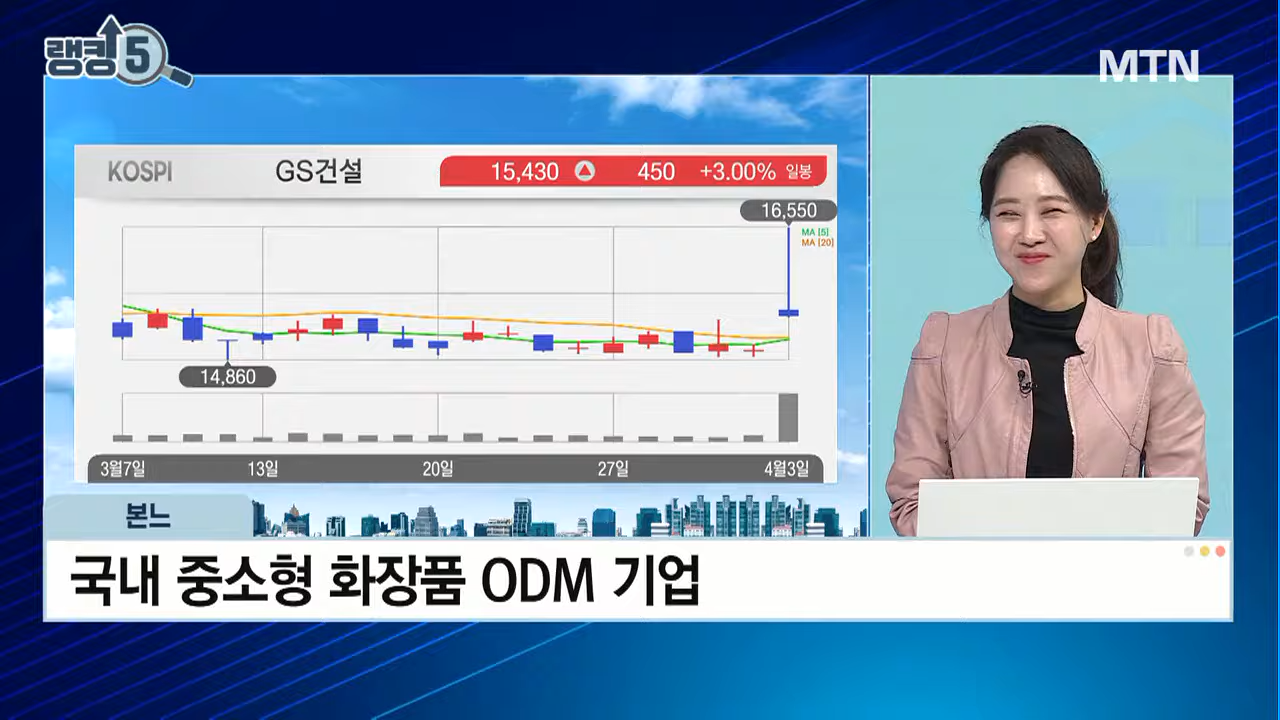 랭킹5
MTN
KOSPI GS건설 15,430 450 +3.00% 일봉
16,550
MA [5]
MA [20]
14,860
3월7일 13일 20일 27일 4월3일
본느
국내 중소형 화장품 ODM 기업